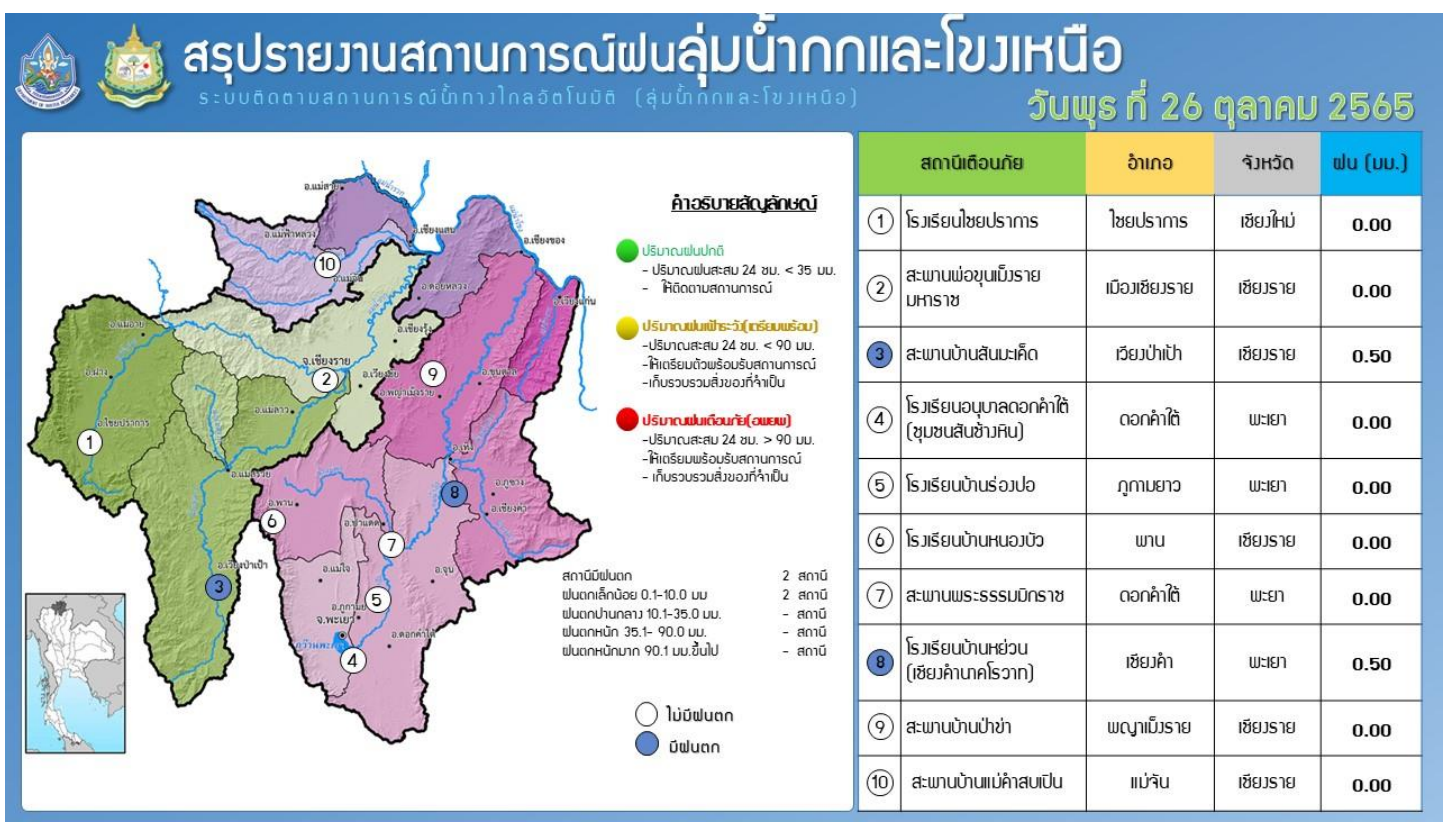 สรุปรายงานสถานการณ์ฝนลุ่มน้ำกกและโขงเหนือ
ระบบติดตามสถานการณ์น้ำทางไกลอัตโนมัติ (ลุ่มน้ำกกและโขงเหนือ)
วันพุธ ที่ 26 ตุลาคม 2565
อ.แม่สาย
อ.แม่ฟ้าหลวง
อ.เชียงแสน
อ.เชียงของ
10
อ.แม่จัน
อ.ดอยหลวง
อ.เวียงแก่น
อ.แม่อาย
อ.เชียงรุ้ง
จ.เชียงราย
2
อ.เวียงชัย
9
อ.ขุนตาล
อ.ฝาง
อ.พญาเม็งราย
อ.แม่ลาว
อ.ไชยปราการ
1
อ.เทิง
อ.แม่สรวย
8
อ.ภูซาง
อ.พาน
อ.เชียงคำ
6
อ.ป่าแดด
7
อ.เวียงป่าเป้า
3
อ.แม่ใจ
อ.จุน
5
จ.พะเยา
อ.ดอกคำใต้
4
คำอธิบายสัญลักษณ์
ปริมาณฝนปกติ
- ปริมาณฝนสะสม 24 ชม. < 35 มม.
- ให้ติดตามสถานการณ์
ปริมาณฝนเฝ้าระวัง(เตรียมพร้อม)
-ปริมาณสะสม 24 ชม. < 90 มม.
-ให้เตรียมตัวพร้อมรับสถานการณ์
-เก็บรวบรวมสิ่งของที่จำเป็น
ปริมาณฝนเตือนภัย(อพยพ)
-ปริมาณสะสม 24 ชม. > 90 มม.
-ให้เตรียมพร้อมรับสถานการณ์
- เก็บรวบรวมสิ่งของที่จำเป็น
สถานีมีฝนตก 2 สถานี
ฝนตกเล็กน้อย 0.1-10.0 มม 2 สถานี
ฝนตกปานกลาง 10.1-35.0 มม. - สถานี
ฝนตกหนัก 35.1- 90.0 มม. - สถานี
ฝนตกหนักมาก 90.1 มม.ขึ้นไป - สถานี
ไม่มีฝนตก
มีฝนตก
สถานีเตือนภัย อำเภอ จังหวัด ฝน (มม.)
1 โรงเรียนไชยปราการ ไชยปราการ เชียงใหม่ 0.00
2 สะพานพ่อขุนเม็งราย
มหาราช เมืองเชียงราย เชียงราย 0.00
3 สะพานบ้านสันมะเค็ด เวียงป่าเป้า เชียงราย 0.50
4 โรงเรียนอนุบาลดอกคำใต้
(ชุมชนสันช้างหิน) ดอกคำใต้ พะเยา 0.00
5 โรงเรียนบ้านร่องปอ ภูกามยาว พะเยา 0.00
6 โรงเรียนบ้านหนองบัว พาน เชียงราย 0.00
7 สะพานพระธรรมมิกราช ดอกคำใต้ พะยา 0.00
8 โรงเรียนบ้านหย่วน
(เชียงคำนาคโรวาท) เชียงคำ พะเยา 0.50
9 สะพานบ้านป่าข่า พญาเม็งราย เชียงราย 0.00
10 สะพานบ้านแม่คำสบเปิน แม่จัน เชียงราย 0.00